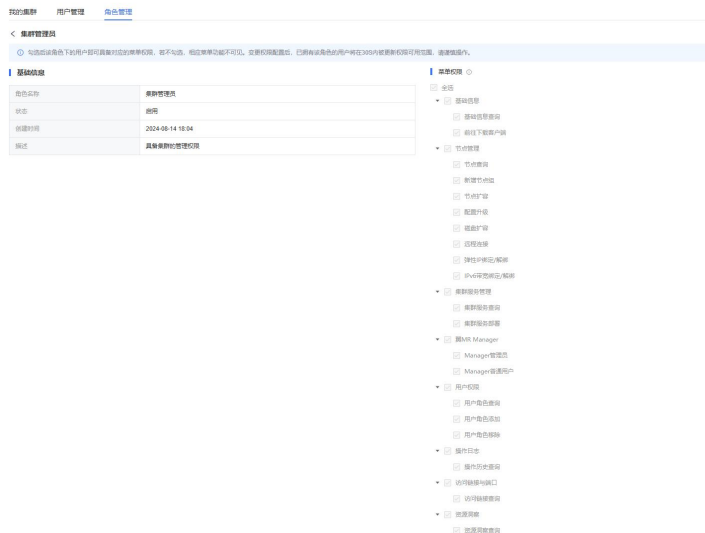 我的集群 用户管理 角色管理
集群管理员
勾选后该角色下的用户即可具备对应的菜单权限，若不勾选，相应菜单功能不可见。变更权限配置后，已拥有该角色的用户将在30S内被更新权限可用范围，请谨慎操作。
基础信息
角色名称 集群管理员
状态 启用
创建时间 2024-08-14 18:04
描述 具备集群的管理权限
菜单权限
全选
基础信息
基础信息查询
前往下载客户端
节点管理
节点查询
新增节点组
节点扩容
配置升级
磁盘扩容
远程连接
弹性IP绑定/解绑
IPv6带宽绑定/解绑
集群服务管理
集群服务查询
集群服务部署
翼MR Manager
Manager管理员
Manager普通用户
用户权限
用户角色查询
用户角色添加
用户角色移除
操作日志
操作历史查询
访问链接与端口
访问链接查询
资源洞察
资源洞察查询